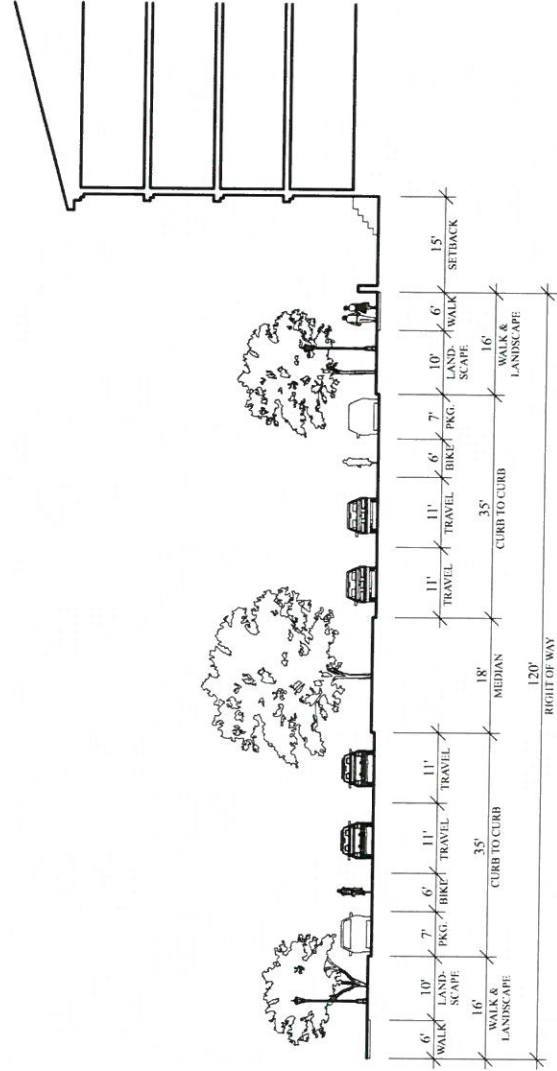 6'
WALK
10'
LAND-
SCAPE
7'
PKG.
6'
BIKE
11'
TRAVEL
11'
TRAVEL
11'
TRAVEL
11'
TRAVEL
6'
BIKE
7'
PKG.
10'
LAND-
SCAPE
6'
WALK
15'
SETBACK
16'
WALK &
LANDSCAPE
35'
CURB TO CURB
18'
MEDIAN
35'
CURB TO CURB
16'
WALK &
LANDSCAPE
120'
RIGHT OF WAY